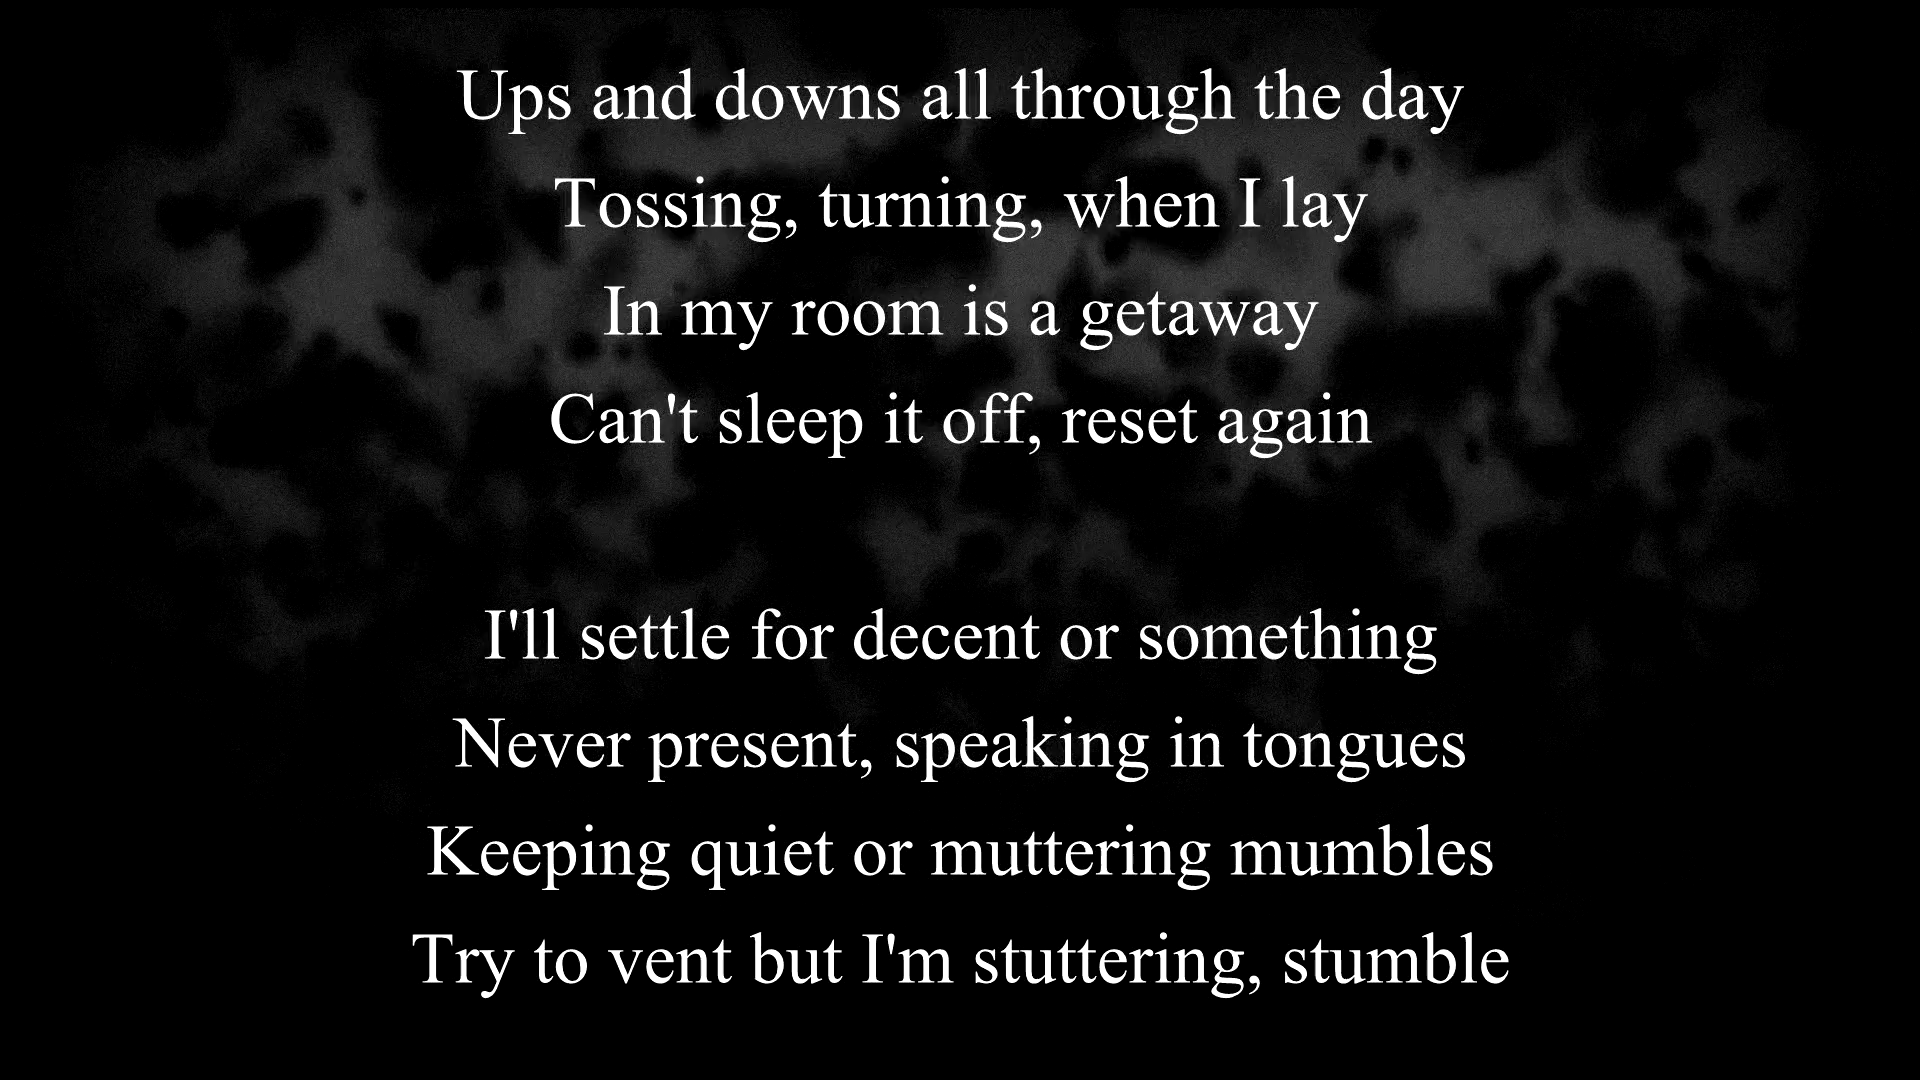 Ups and downs all through the day
Tossing, turning, when I lay
In my room is a getaway
Can't sleep it off, reset again
I'll settle for decent or something
Never present, speaking in tongues
Keeping quiet or muttering mumbles
Try to vent but I'm stuttering, stumble